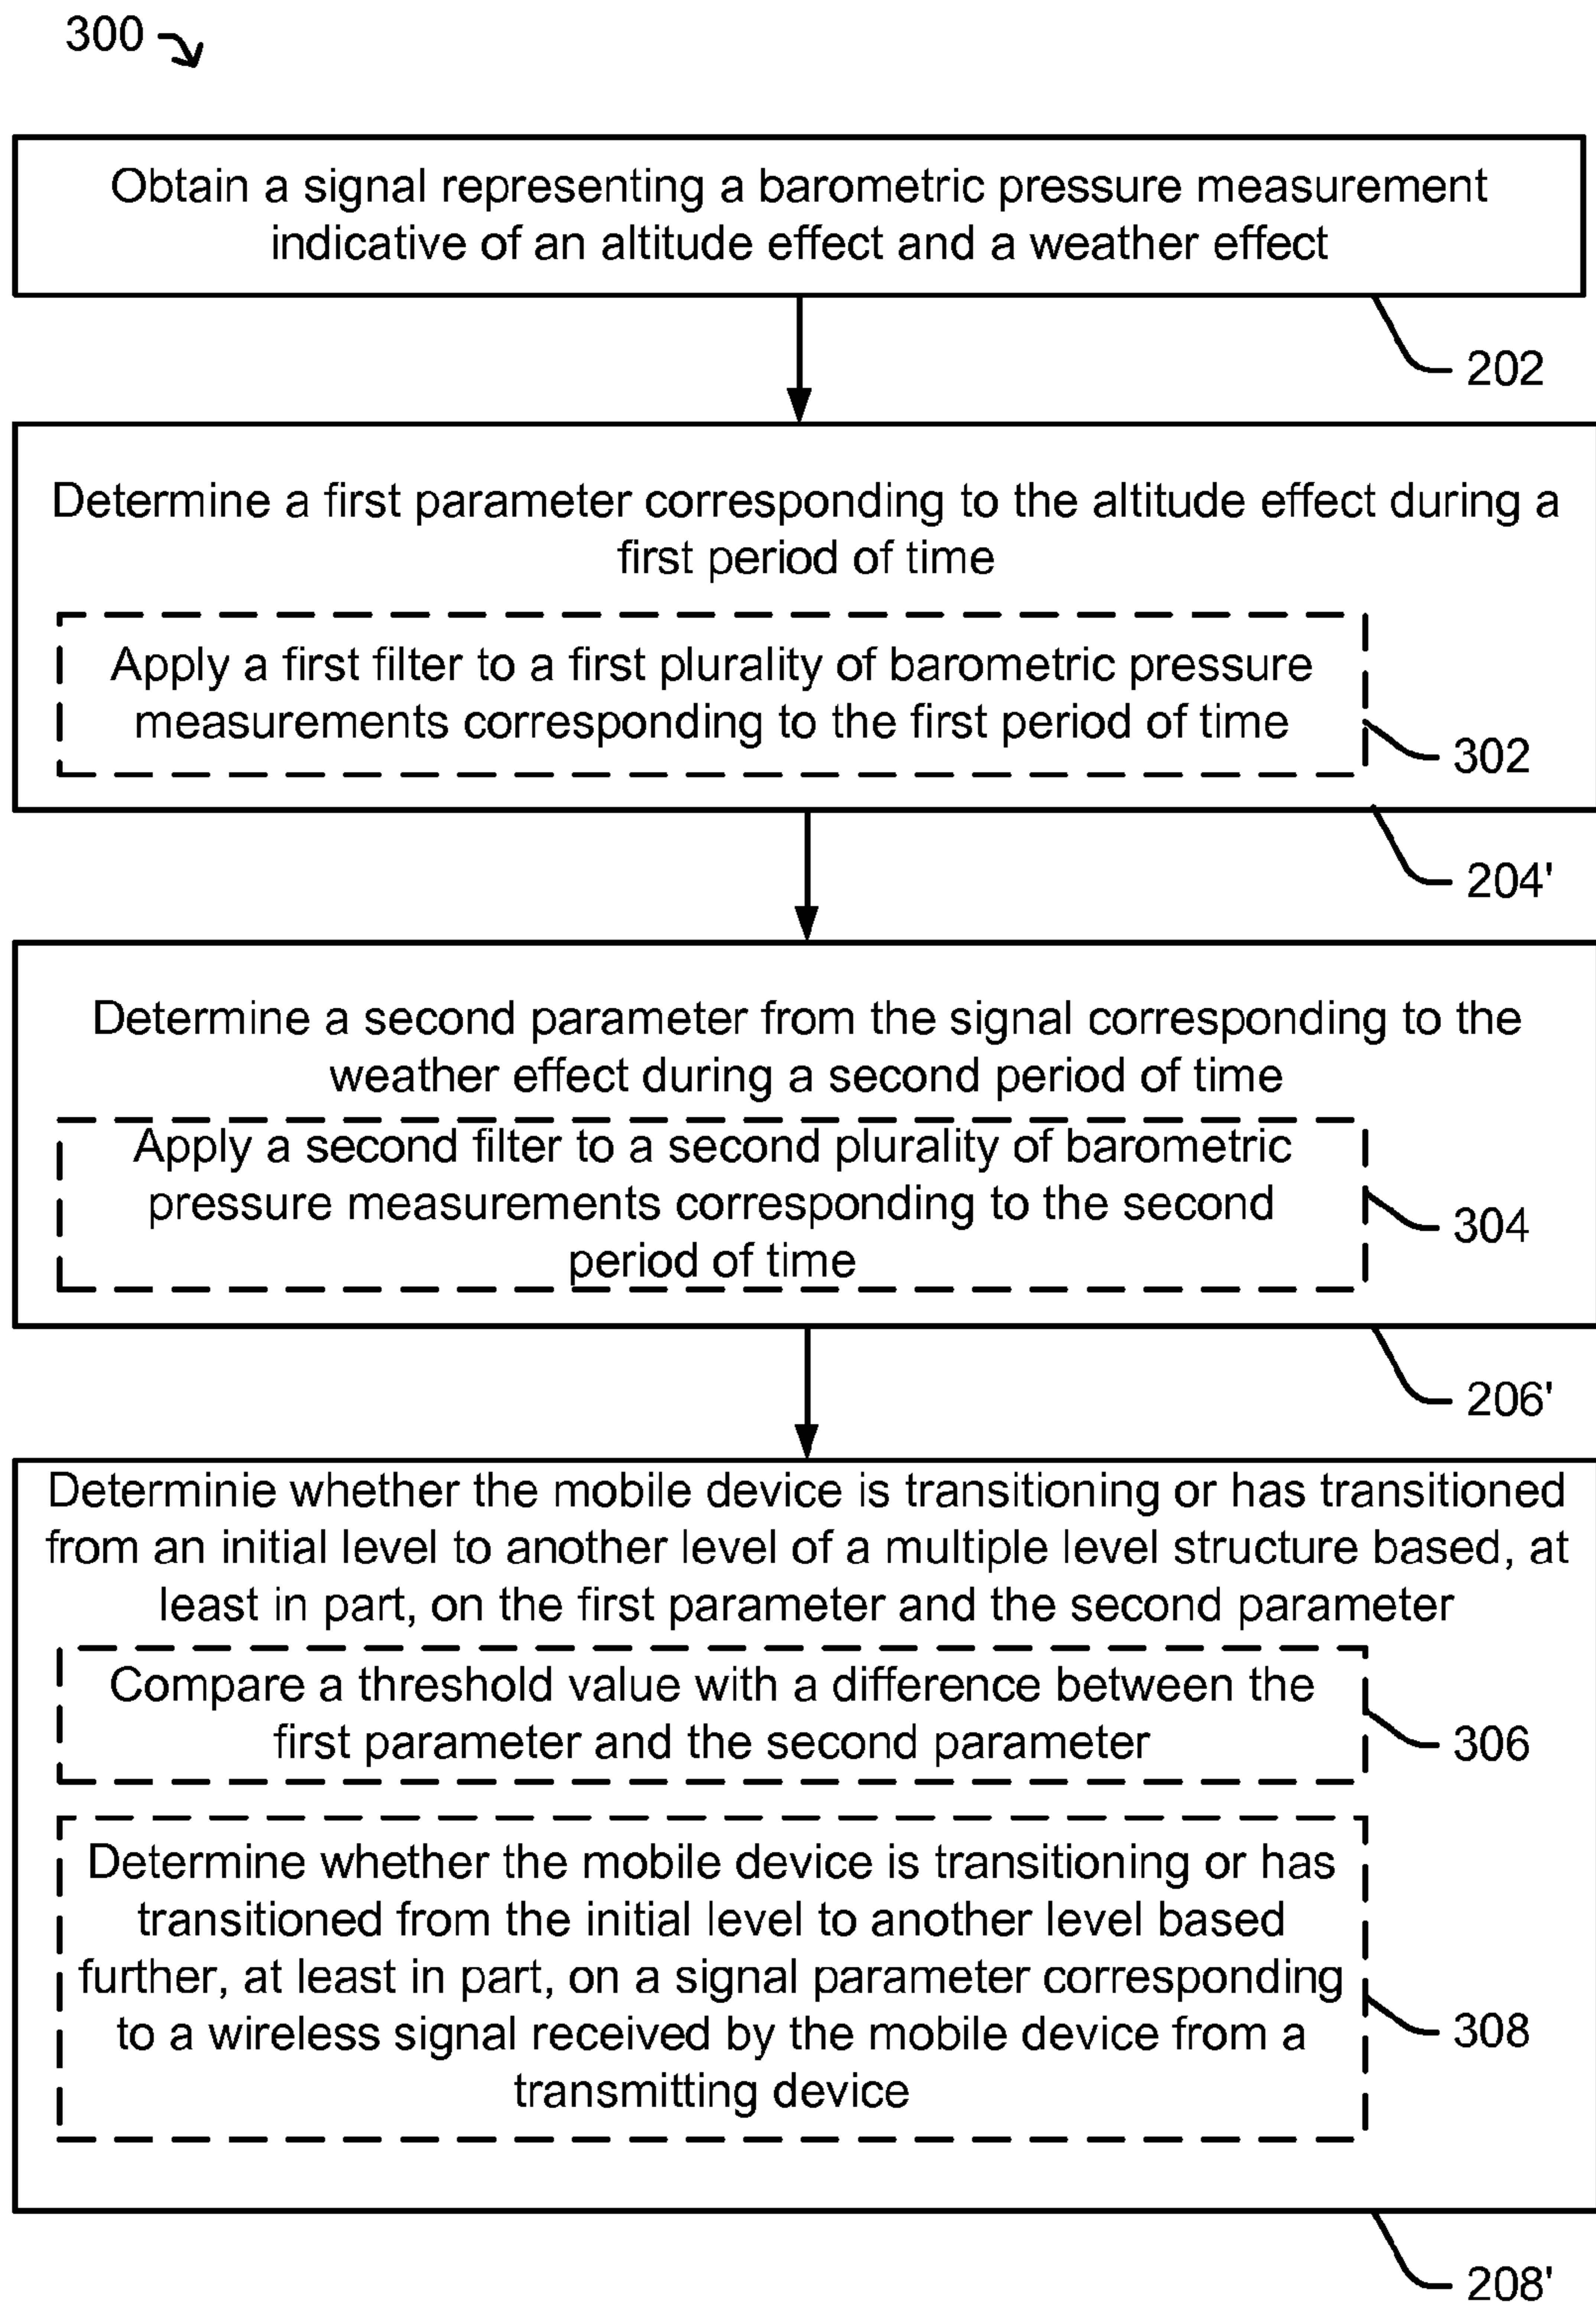 300
Obtain a signal representing a barometric pressure measurement
indicative of an altitude effect and a weather effect
202
Determine a first parameter corresponding to the altitude effect during a
first period of time
Apply a first filter to a first plurality of barometric pressure
measurements corresponding to the first period of time
302
204'
Determine a second parameter from the signal corresponding to the
weather effect during a second period of time
Apply a second filter to a second plurality of barometric
pressure measurements corresponding to the second
period of time
304
206'
Determinie whether the mobile device is transitioning or has transitioned
from an initial level to another level of a multiple level structure based, at
least in part, on the first parameter and the second parameter
Compare a threshold value with a difference between the
first parameter and the second parameter
306
Determine whether the mobile device is transitioning or has
transitioned from the initial level to another level based
further, at least in part, on a signal parameter corresponding
to a wireless signal received by the mobile device from a
transmitting device
308
208'